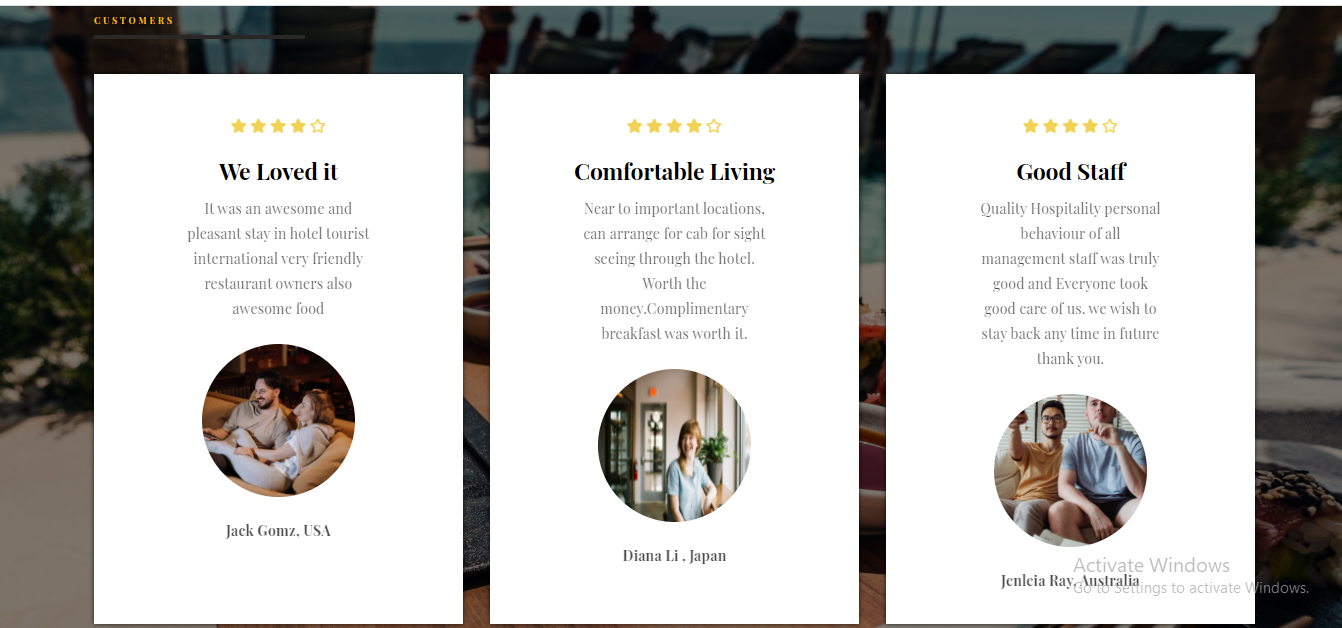 CUSTOMERS
We Loved it
It was an awesome and
pleasant stay in hotel tourist
international very friendly
restaurant owners also
awesome food
Jack Gomz, USA
Comfortable Living
Near to important locations,
can arrange for cab for sight
seeing through the hotel.
Worth the
money.Complimentary
breakfast was worth it.
Diana Li , Japan
Good Staff
Quality Hospitality personal
behaviour of all
management staff was truly
good and Everyone took
good care of us. we wish to
stay back any time in future
thank you.
Jenleia Ray, Australia
Activate Windows
Go to Settings to activate Windows.